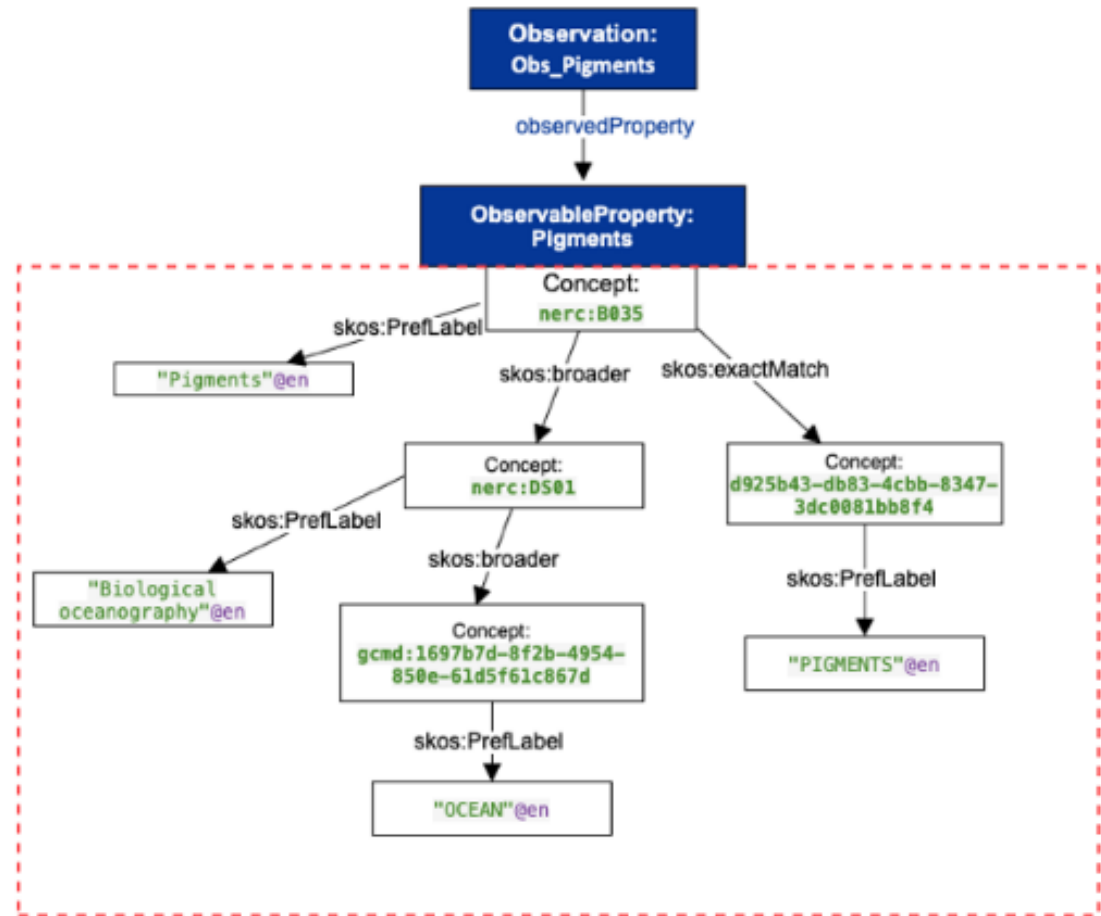 Observation:
Obs_Pigments
observedProperty
ObservableProperty:
Pigments
Concept:
nerc:B035
skos:PrefLabel
skos:broader
skos:exactMatch
"Pigments"@en
Concept:
nerc:DS01
Concept:
d925b43-db83-4cbb-8347-
3dc0081bb8f4
skos:PrefLabel
skos:broader
skos:PrefLabel
"Biological
oceanography"@en
Concept:
gcmd:1697b7d-8f2b-4954-
850e-61d5f61c867d
"PIGMENTS"@en
skos:PrefLabel
"OCEAN"@en